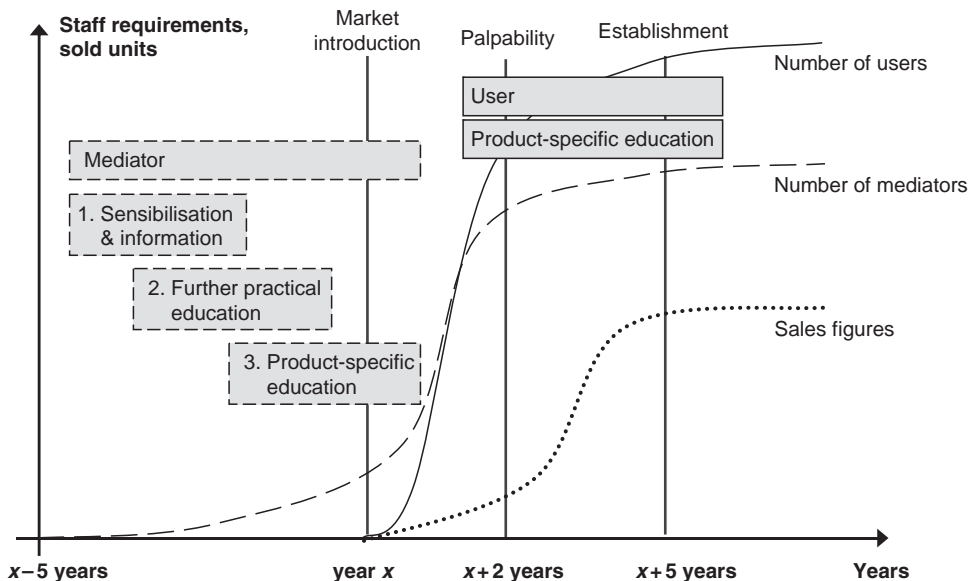 Staff requirements,
sold units
Market
introduction
Palpability
Establishment
Number of users
User
Product-specific education
Mediator
Number of mediators
1. Sensibilisation
& information
2. Further practical
education
Sales figures
3. Product-specific
education
x−5 years
year x
x+2 years
x+5 years
Years